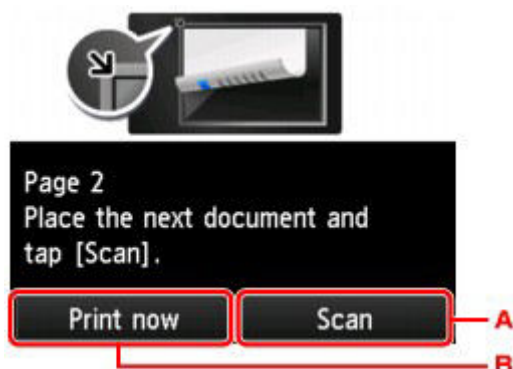 Page 2
Place the next document and
tap [Scan].
Print now Scan A
B